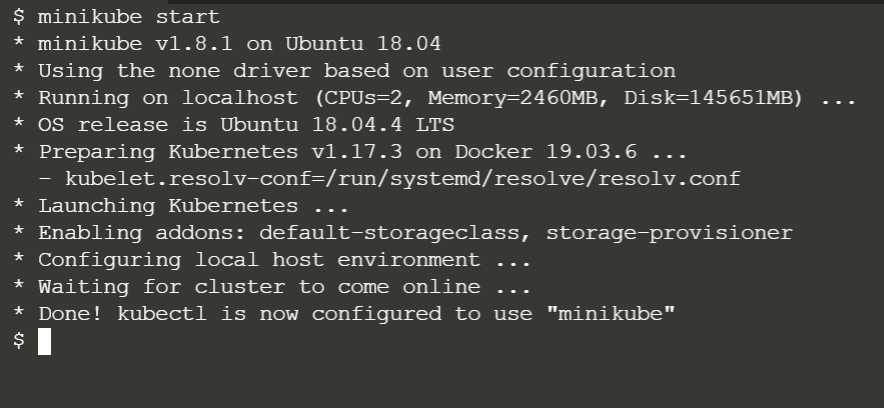 $ minikube start
* minikube v1.8.1 on Ubuntu 18.04
* Using the none driver based on user configuration
* Running on localhost (CPUs=2, Memory=2460MB, Disk=145651MB) ...
* OS release is Ubuntu 18.04.4 LTS
* Preparing Kubernetes v1.17.3 on Docker 19.03.6 ...
  - kubelet.resolv-conf=/run/systemd/resolve/resolv.conf
* Launching Kubernetes ...
* Enabling addons: default-storageclass, storage-provisioner
* Configuring local host environment ...
* Waiting for cluster to come online ...
* Done! kubectl is now configured to use "minikube"
$